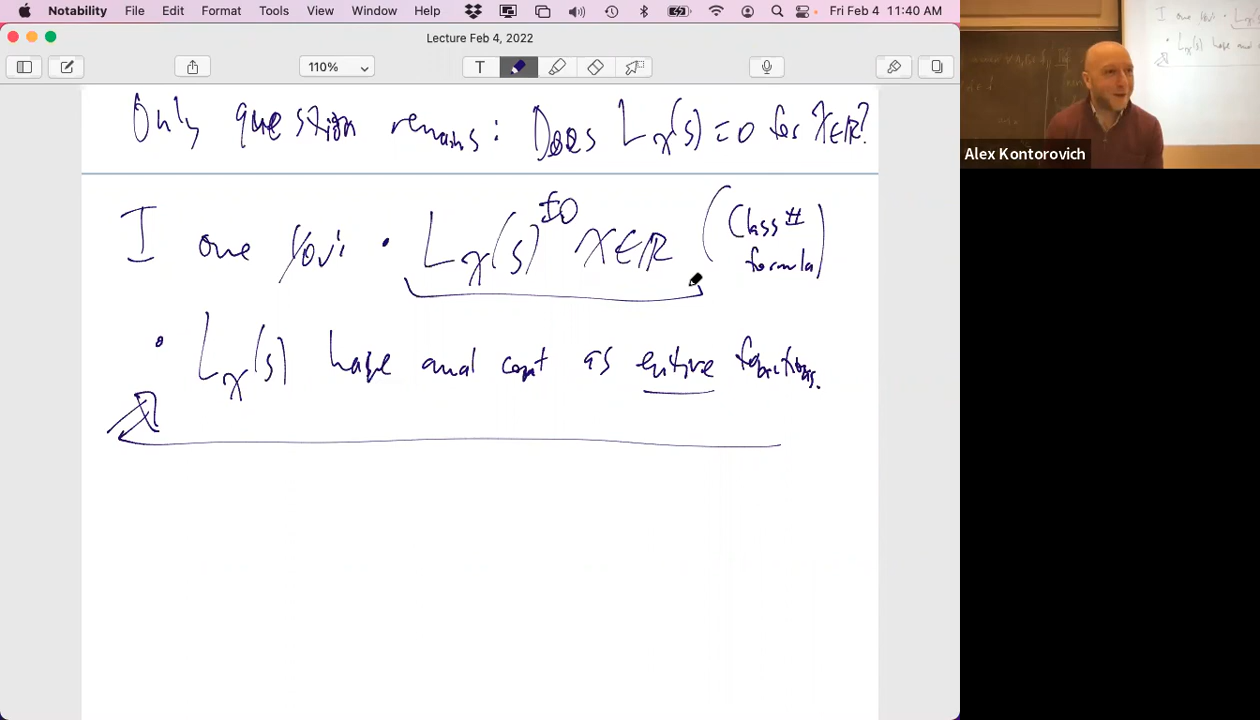 Notability File Edit Format Tools View Window Help Fri Feb 4 11:40 AM
Lecture Feb 4, 2022
110% T
Only question remains: Does Lχ(s) = 0 for χ∈ℝ?
I owe you: • Lχ(s) ≠0 χ∈ℝ (Class #
formula)
• Lχ(s) have anal cont as entire functions.
Alex Kontorovich